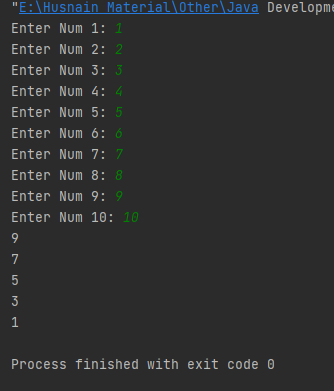 "E:\Husnain Material\Other\Java Developme
Enter Num 1: 1
Enter Num 2: 2
Enter Num 3: 3
Enter Num 4: 4
Enter Num 5: 5
Enter Num 6: 6
Enter Num 7: 7
Enter Num 8: 8
Enter Num 9: 9
Enter Num 10: 10
9
7
5
3
1
Process finished with exit code 0